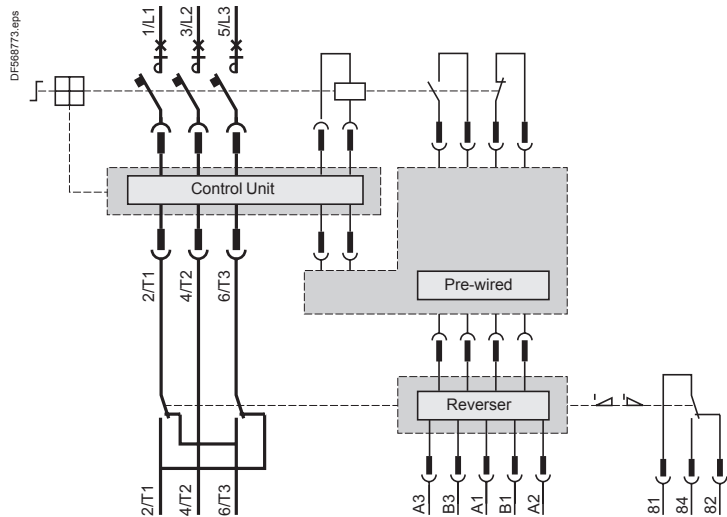 DF568773.eps
1/L1
3/L2
5/L3
Control Unit
2/T1
4/T2
6/T3
Pre-wired
Reverser
2/T1
4/T2
6/T3
A3
B3
A1
B1
A2
81
84
82